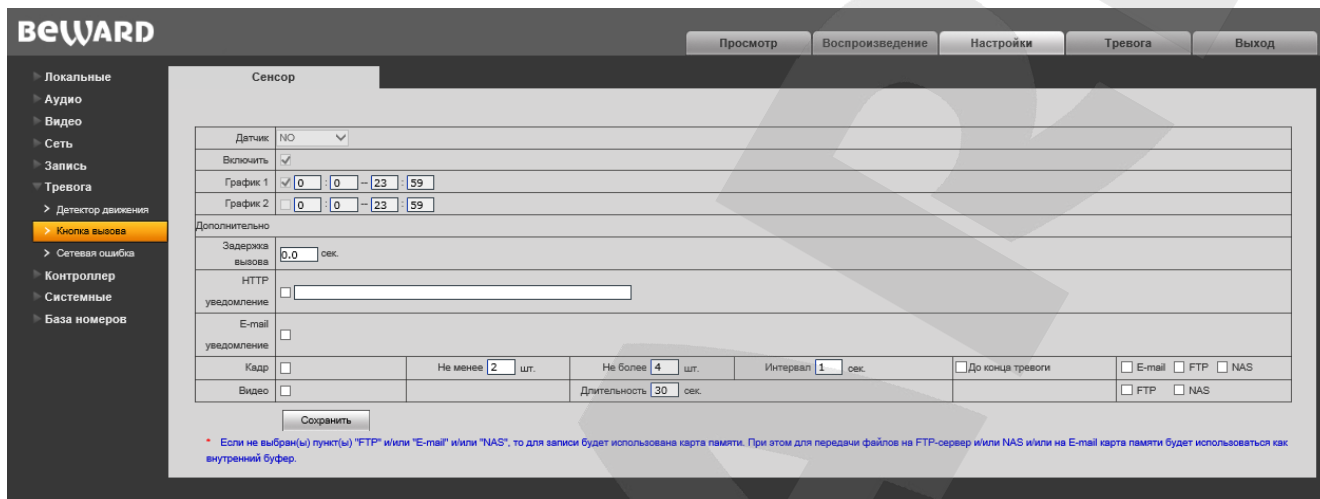 BEWARD
Просмотр Воспроизведение Настройки Тревога Выход
Локальные
Аудио
Видео
Сеть
Запись
Тревога
Детектор движения
Кнопка вызова
Сетевая ошибка
Контроллер
Системные
База номеров
Сенсор
Датчик NO
Включить
График 1 0 : 0 – 23 : 59
График 2 0 : 0 – 23 : 59
Дополнительно
Задержка вызова 0.0 сек.
HTTP уведомление
E-mail уведомление
Кадр Не менее 2 шт. Не более 4 шт. Интервал 1 сек. До конца тревоги E-mail FTP NAS
Видео Длительность 30 сек. FTP NAS
Сохранить
* Если не выбран(ы) пункт(ы) "FTP" и/или "E-mail" и/или "NAS", то для записи будет использована карта памяти. При этом для передачи файлов на FTP-сервер и/или NAS и/или на E-mail карта памяти будет использоваться как
внутренний буфер.